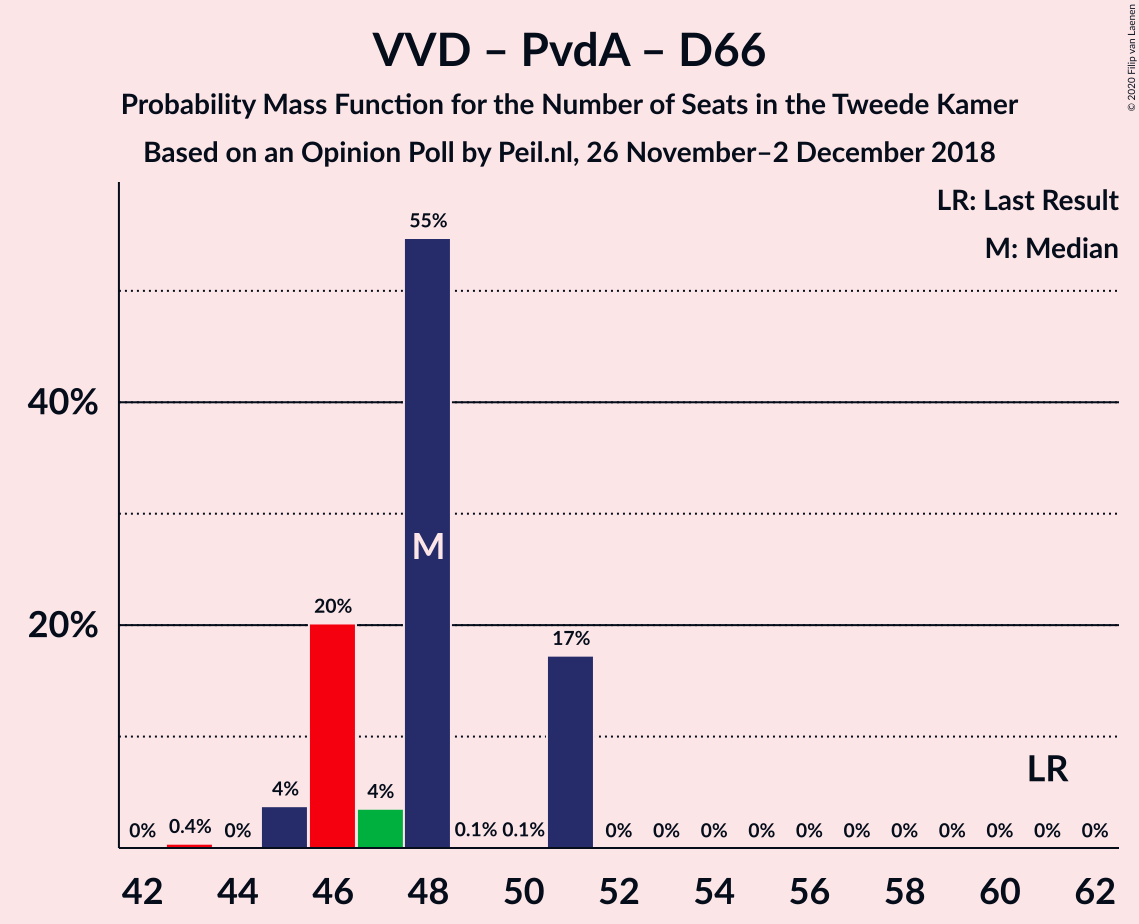 VVD – PvdA – D66
Probability Mass Function for the Number of Seats in the Tweede Kamer
Based on an Opinion Poll by Peil.nl, 26 November–2 December 2018
© 2020 Filip van Laenen
LR: Last Result
M: Median
55%
40%
M
20%
20%
17%
LR
4%
4%
0% 0.4% 0% 0.1% 0.1% 0% 0% 0% 0% 0% 0% 0% 0% 0% 0% 0%
42 44 46 48 50 52 54 56 58 60 62